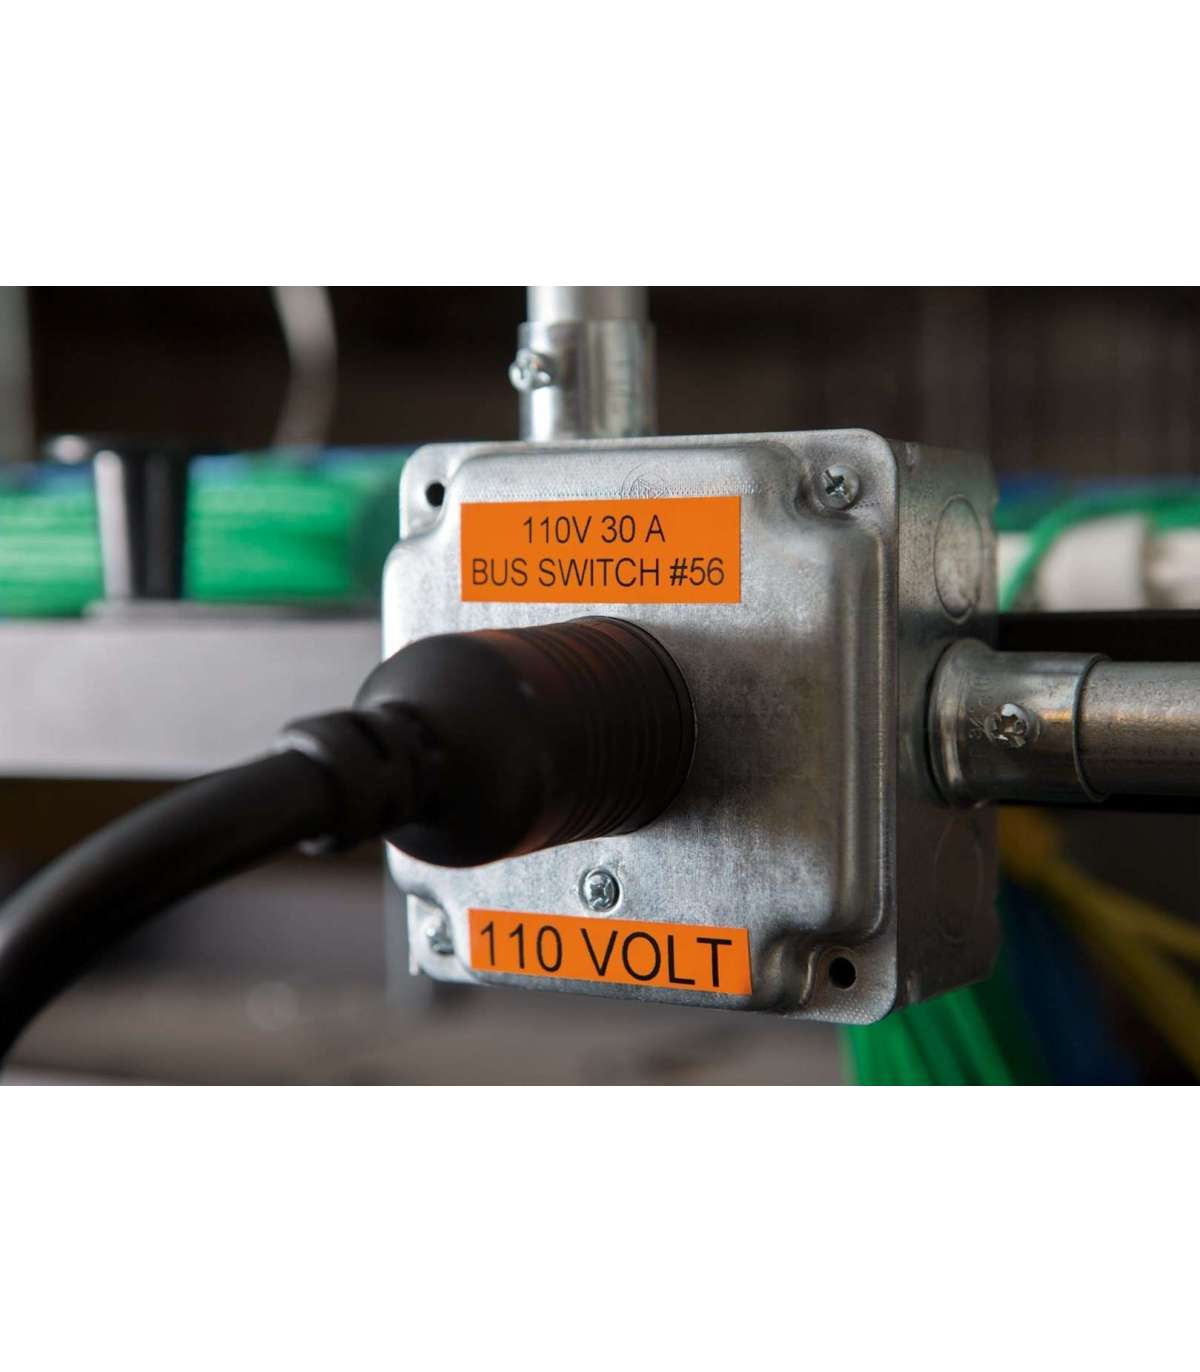 110V 30 A
BUS SWITCH #56
110 VOLT